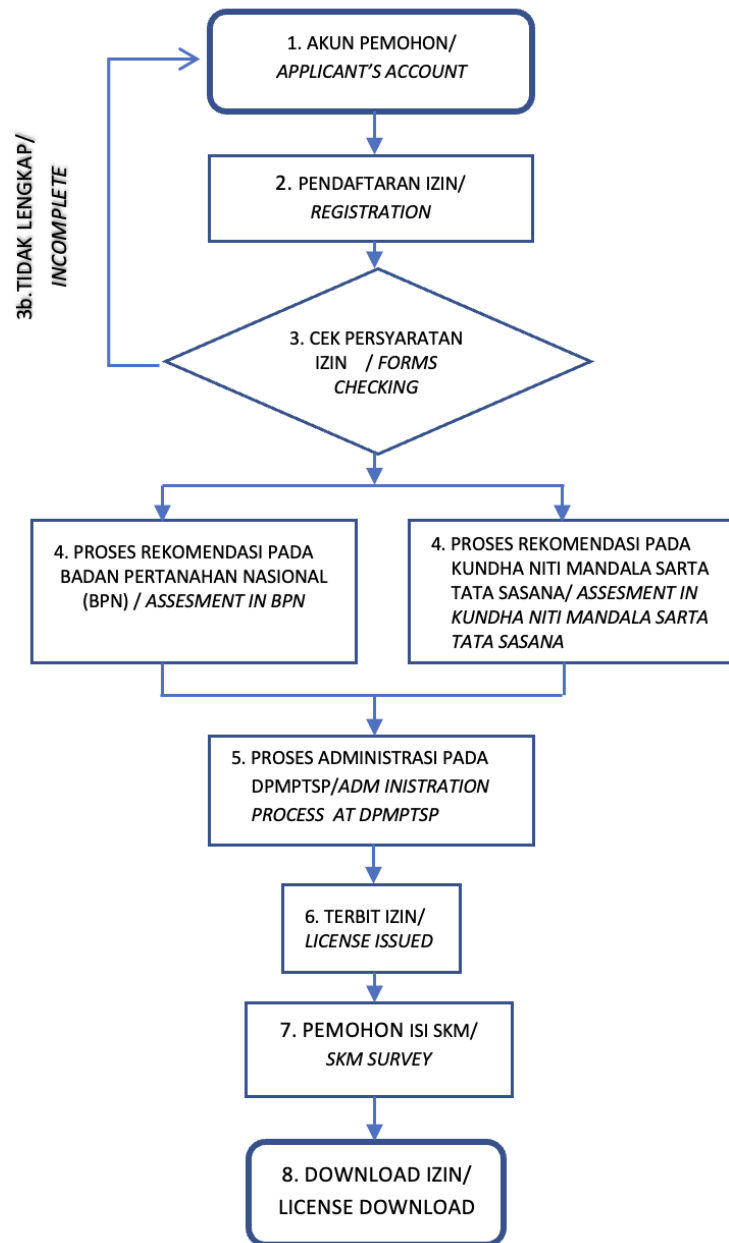 1. AKUN PEMOHON/
APPLICANT'S ACCOUNT
3b.TIDAK LENGKAP/
INCOMPLETE
2. PENDAFTARAN IZIN/
REGISTRATION
3. CEK PERSYARATAN
IZIN / FORMS
CHECKING
4. PROSES REKOMENDASI PADA
BADAN PERTANAHAN NASIONAL
(BPN) / ASSESMENT IN BPN
4. PROSES REKOMENDASI PADA
KUNDHA NITI MANDALA SARTA
TATA SASANA/ ASSESMENT IN
KUNDHA NITI MANDALA SARTA
TATA SASANA
5. PROSES ADMINISTRASI PADA
DPMPTSP/ADM INISTRATION
PROCESS AT DPMPTSP
6. TERBIT IZIN/
LICENSE ISSUED
7. PEMOHON ISI SKM/
SKM SURVEY
8. DOWNLOAD IZIN/
LICENSE DOWNLOAD